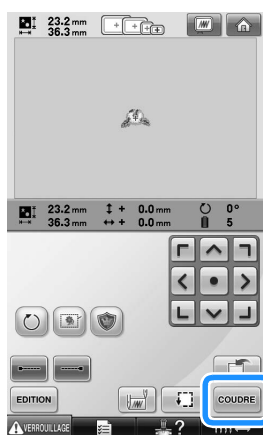 23.2 mm
36.3 mm
23.2 mm + 0.0 mm 0°
36.3 mm + 0.0 mm 5
EDITION
COUDRE
VERROUILLAGE ?